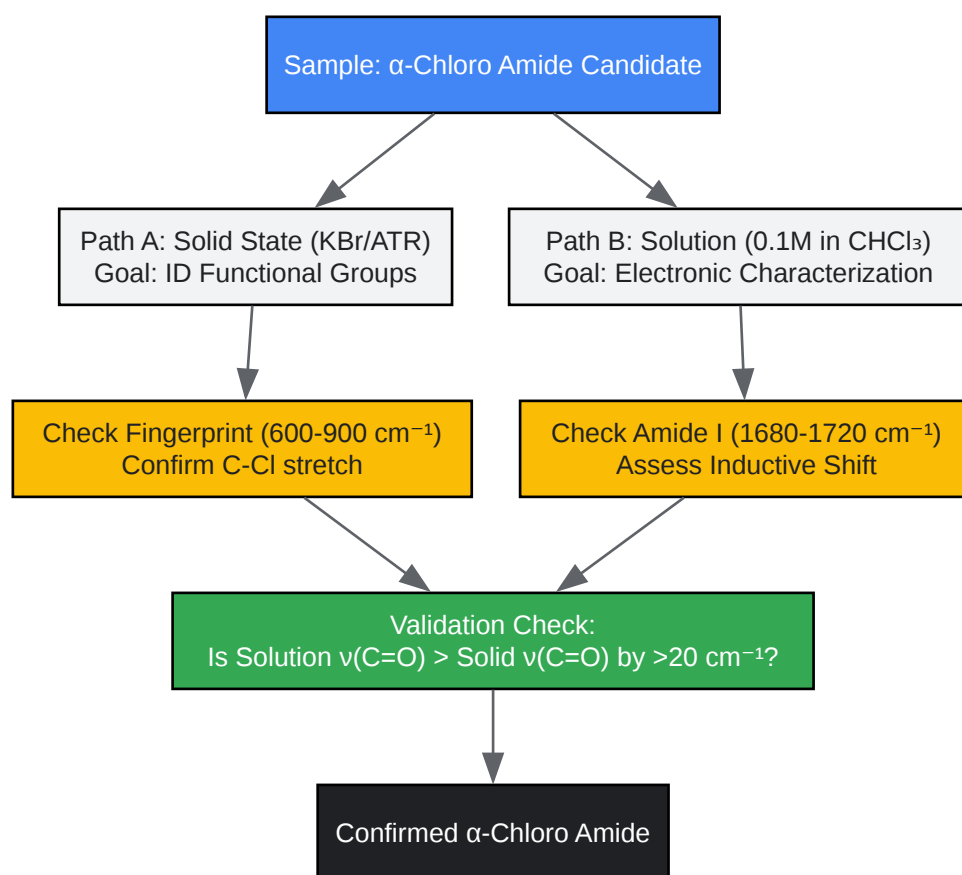 Sample: α-Chloro Amide Candidate
Path A: Solid State (KBr/ATR)
Goal: ID Functional Groups
Path B: Solution (0.1M in CHCl₃)
Goal: Electronic Characterization
Check Fingerprint (600-900 cm⁻¹)
Confirm C-Cl stretch
Check Amide I (1680-1720 cm⁻¹)
Assess Inductive Shift
Validation Check:
Is Solution ν(C=O) > Solid ν(C=O) by >20 cm⁻¹?
Confirmed α-Chloro Amide